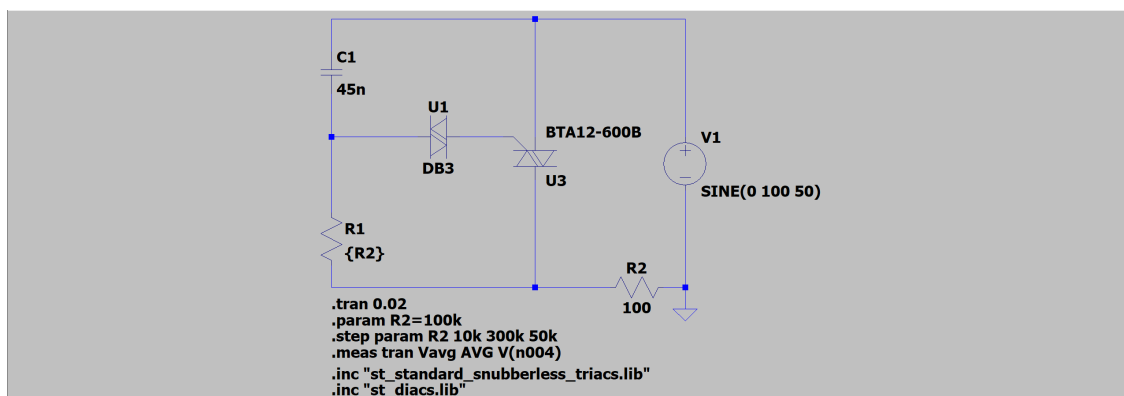 C1
45n
U1
DB3
BTA12-600B
U3
V1
SINE(0 100 50)
R1
{R2}
R2
100
.tran 0.02
.param R2=100k
.step param R2 10k 300k 50k
.meas tran Vavg AVG V(n004)
.inc "st_standard_snubberless_triacs.lib"
.inc "st_diacs.lib"